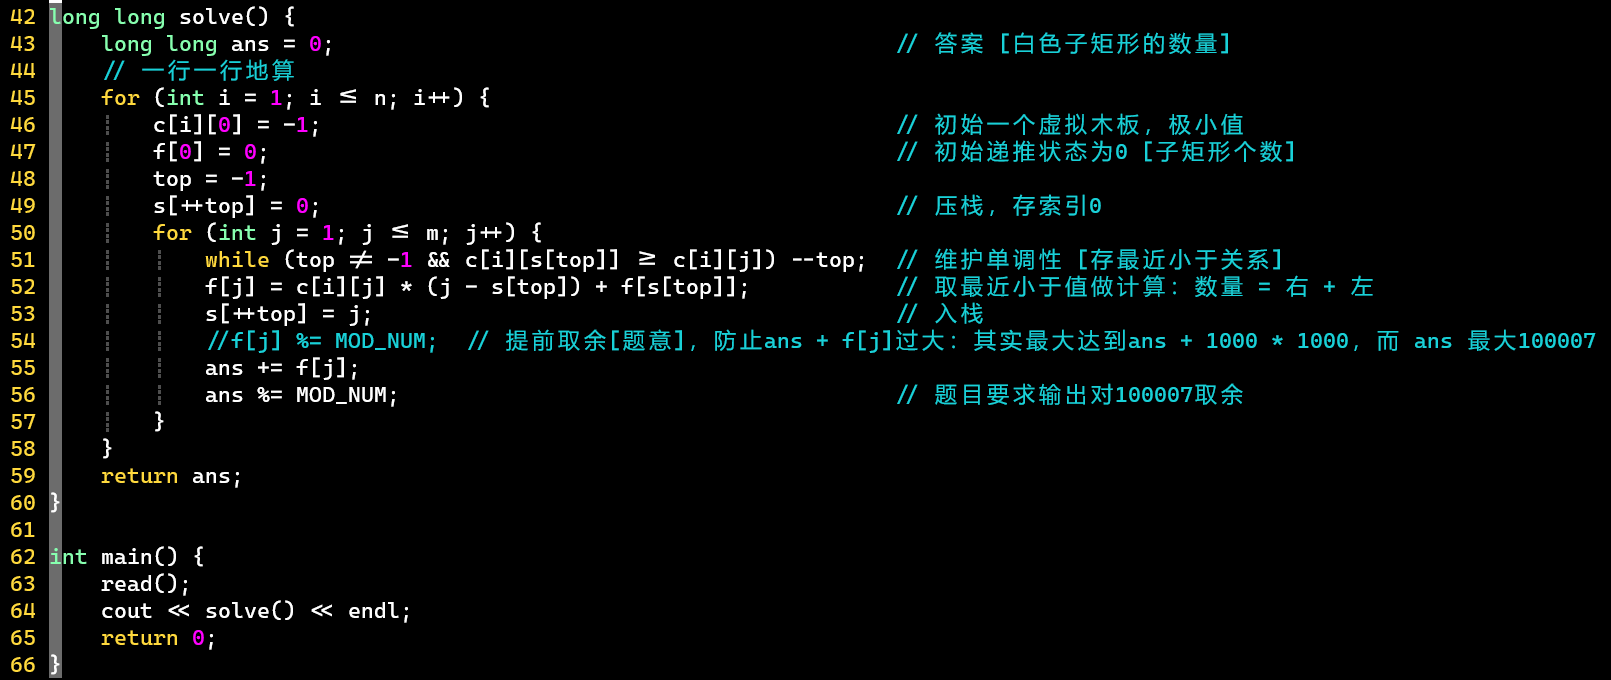 42 long long solve() {
43     long long ans = 0;                                           // 答案 [白色子矩形的数量]
44     // 一行一行地算
45     for (int i = 1; i <= n; i++) {
46         c[i][0] = -1;                                            // 初始一个虚拟木板，极小值
47         f[0] = 0;                                                // 初始递推状态为0 [子矩形个数]
48         top = -1;
49         s[++top] = 0;                                            // 压栈，存索引0
50         for (int j = 1; j <= m; j++) {
51             while (top != -1 && c[i][s[top]] >= c[i][j]) --top;  // 维护单调性 [存最近小于关系]
52             f[j] = c[i][j] * (j - s[top]) + f[s[top]];           // 取最近小于值做计算：数量 = 右 + 左
53             s[++top] = j;                                        // 入栈
54             //f[j] %= MOD_NUM;  // 提前取余[题意]，防止ans + f[j]过大：其实最大达到ans + 1000 * 1000，而 ans 最大100007
55             ans += f[j];
56             ans %= MOD_NUM;                                      // 题目要求输出对100007取余
57         }
58     }
59     return ans;
60 }
61
62 int main() {
63     read();
64     cout << solve() << endl;
65     return 0;
66 }